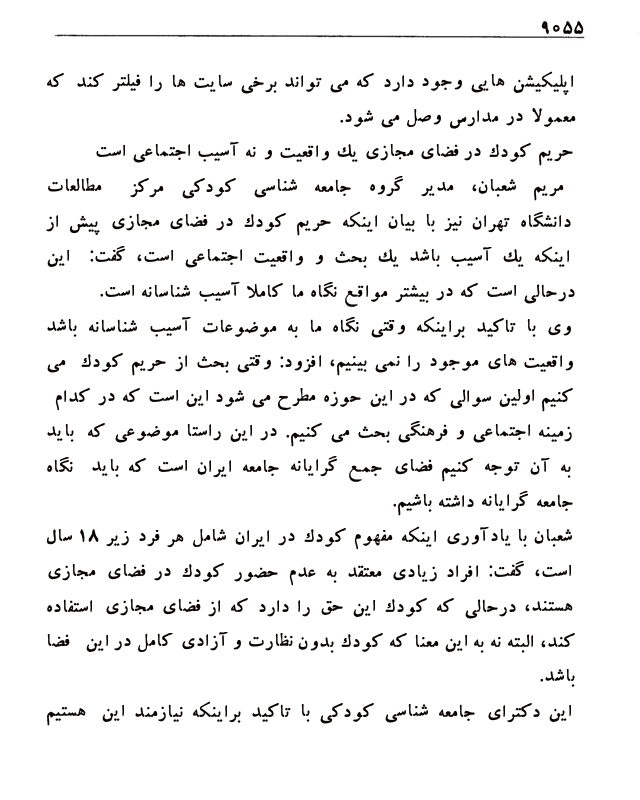 ۹۰۵۵
اپلیکیشن هایی وجود دارد که می تواند برخی سایت ها را فیلتر کند که
معمولا در مدارس وصل می شود.
حریم کودك در فضای مجازی یك واقعیت و نه آسیب اجتماعی است
مریم شعبان، مدیر گروه جامعه شناسی کودکی مرکز مطالعات
دانشگاه تهران نیز با بیان اینکه حریم کودك در فضای مجازی پیش از
اینکه یك آسیب باشد یك بحث و واقعیت اجتماعی است، گفت: این
درحالی است که در بیشتر مواقع نگاه ما کاملا آسیب شناسانه است.
وی با تاکید براینکه وقتی نگاه ما به موضوعات آسیب شناسانه باشد
واقعیت های موجود را نمی بینیم، افزود: وقتی بحث از حریم کودك می
کنیم اولین سوالی که در این حوزه مطرح می شود این است که در کدام
زمینه اجتماعی و فرهنگی بحث می کنیم. در این راستا موضوعی که باید
به آن توجه کنیم فضای جمع گرایانه جامعه ایران است که باید نگاه
جامعه گرایانه داشته باشیم.
شعبان با یادآوری اینکه مفهوم کودك در ایران شامل هر فرد زیر ۱۸ سال
است، گفت: افراد زیادی معتقد به عدم حضور کودك در فضای مجازی
هستند، درحالی که کودك این حق را دارد که از فضای مجازی استفاده
کند، البته نه به این معنا که کودك بدون نظارت و آزادی کامل در این فضا
باشد.
این دکترای جامعه شناسی کودکی با تاکید براینکه نیازمند این هستیم